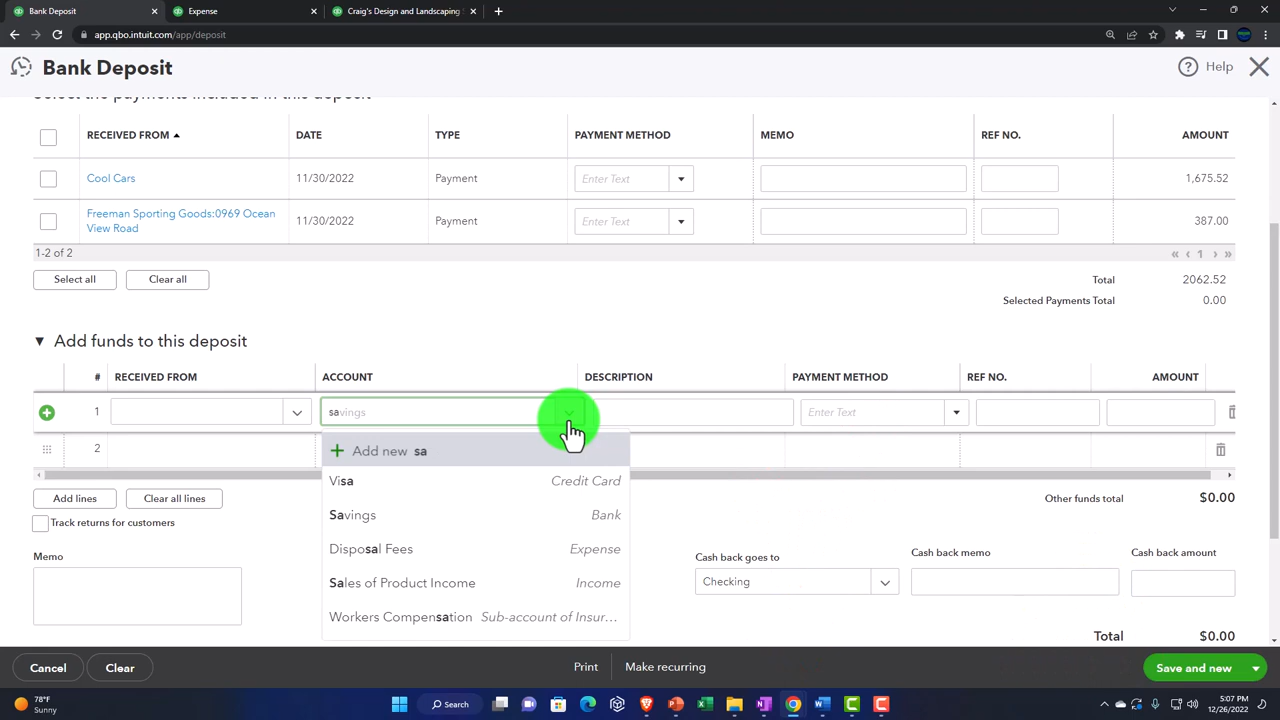 Bank Deposit
Expense
Craig's Design and Landscaping S
app.qbo.intuit.com/app/deposit
Bank Deposit
Help
Select the payments included in this deposit
RECEIVED FROM DATE TYPE PAYMENT METHOD MEMO REF NO. AMOUNT
Cool Cars 11/30/2022 Payment Enter Text 1,675.52
Freeman Sporting Goods:0969 Ocean View Road 11/30/2022 Payment Enter Text 387.00
1-2 of 2 « ‹ 1 › »
Select all Clear all Total 2062.52
Selected Payments Total 0.00
Add funds to this deposit
# RECEIVED FROM ACCOUNT DESCRIPTION PAYMENT METHOD REF NO. AMOUNT
1 savings Enter Text
+ Add new sa
2
Visa Credit Card
Add lines Clear all lines Other funds total $0.00
Savings Bank
Track returns for customers
Disposal Fees Expense
Memo Cash back goes to Cash back memo Cash back amount
Sales of Product Income Income
Checking
Workers Compensation Sub-account of Insur...
Total $0.00
Cancel Clear Print Make recurring Save and new
78°F
Sunny
Search
5:07 PM
12/26/2022